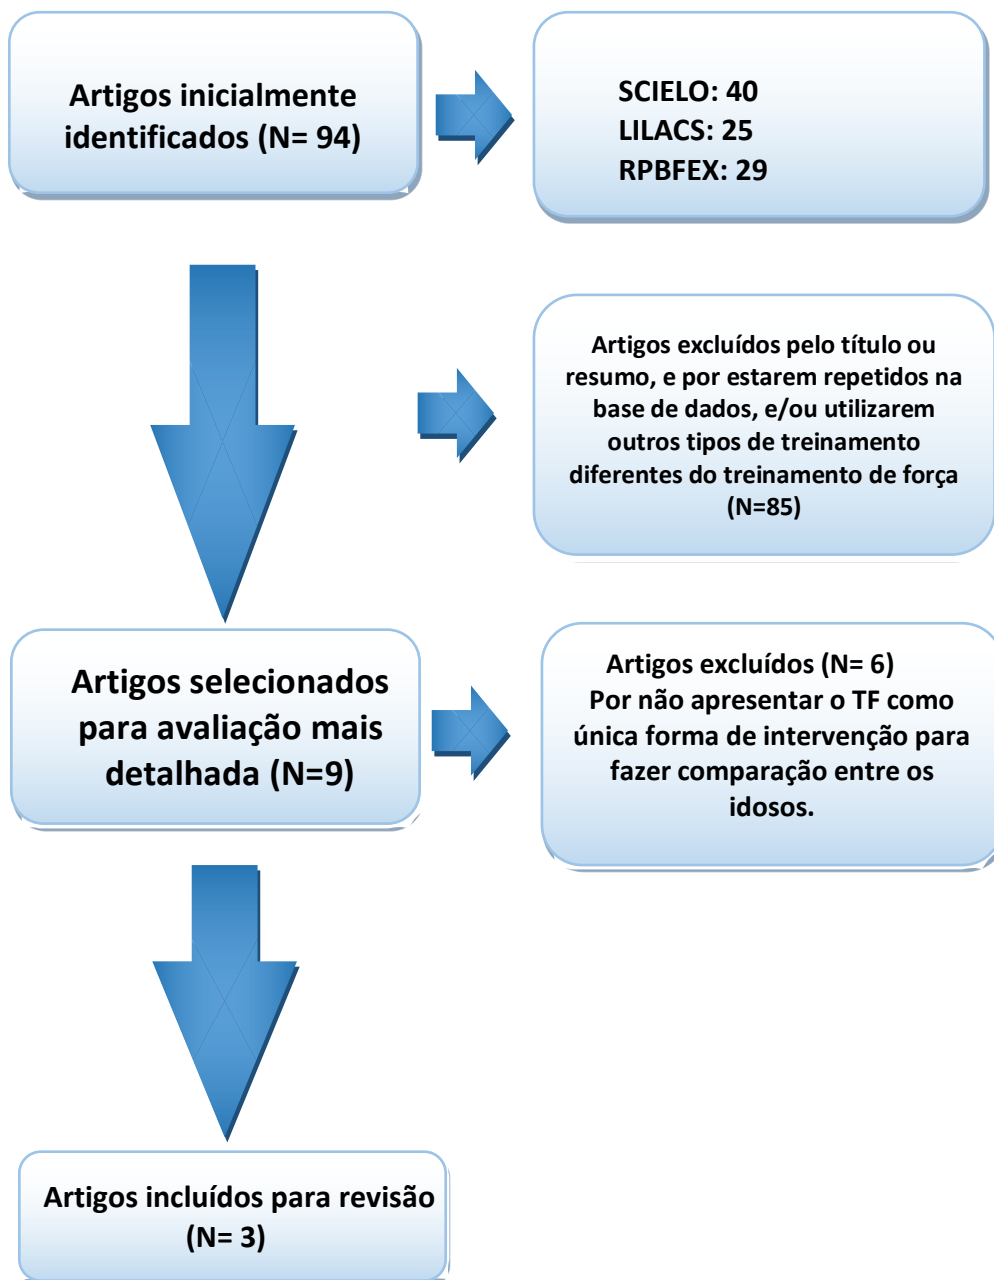 Artigos inicialmente
identificados (N= 94)
SCIELO: 40
LILACS: 25
RPBFEX: 29
Artigos excluídos pelo título ou
resumo, e por estarem repetidos na
base de dados, e/ou utilizarem
outros tipos de treinamento
diferentes do treinamento de força
(N=85)
Artigos selecionados
para avaliação mais
detalhada (N=9)
Artigos excluídos (N= 6)
Por não apresentar o TF como
única forma de intervenção para
fazer comparação entre os
idosos.
Artigos incluídos para revisão
(N= 3)